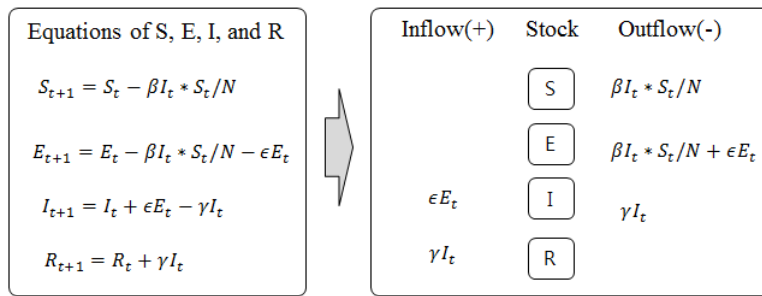 Equations of S, E, I, and R
S_{t+1} = S_t − βI_t ∗ S_t/N
E_{t+1} = E_t − βI_t ∗ S_t/N − ϵE_t
I_{t+1} = I_t + ϵE_t − γI_t
R_{t+1} = R_t + γI_t
Inflow(+) Stock Outflow(-)
S βI_t ∗ S_t/N
E βI_t ∗ S_t/N + ϵE_t
ϵE_t I γI_t
γI_t R